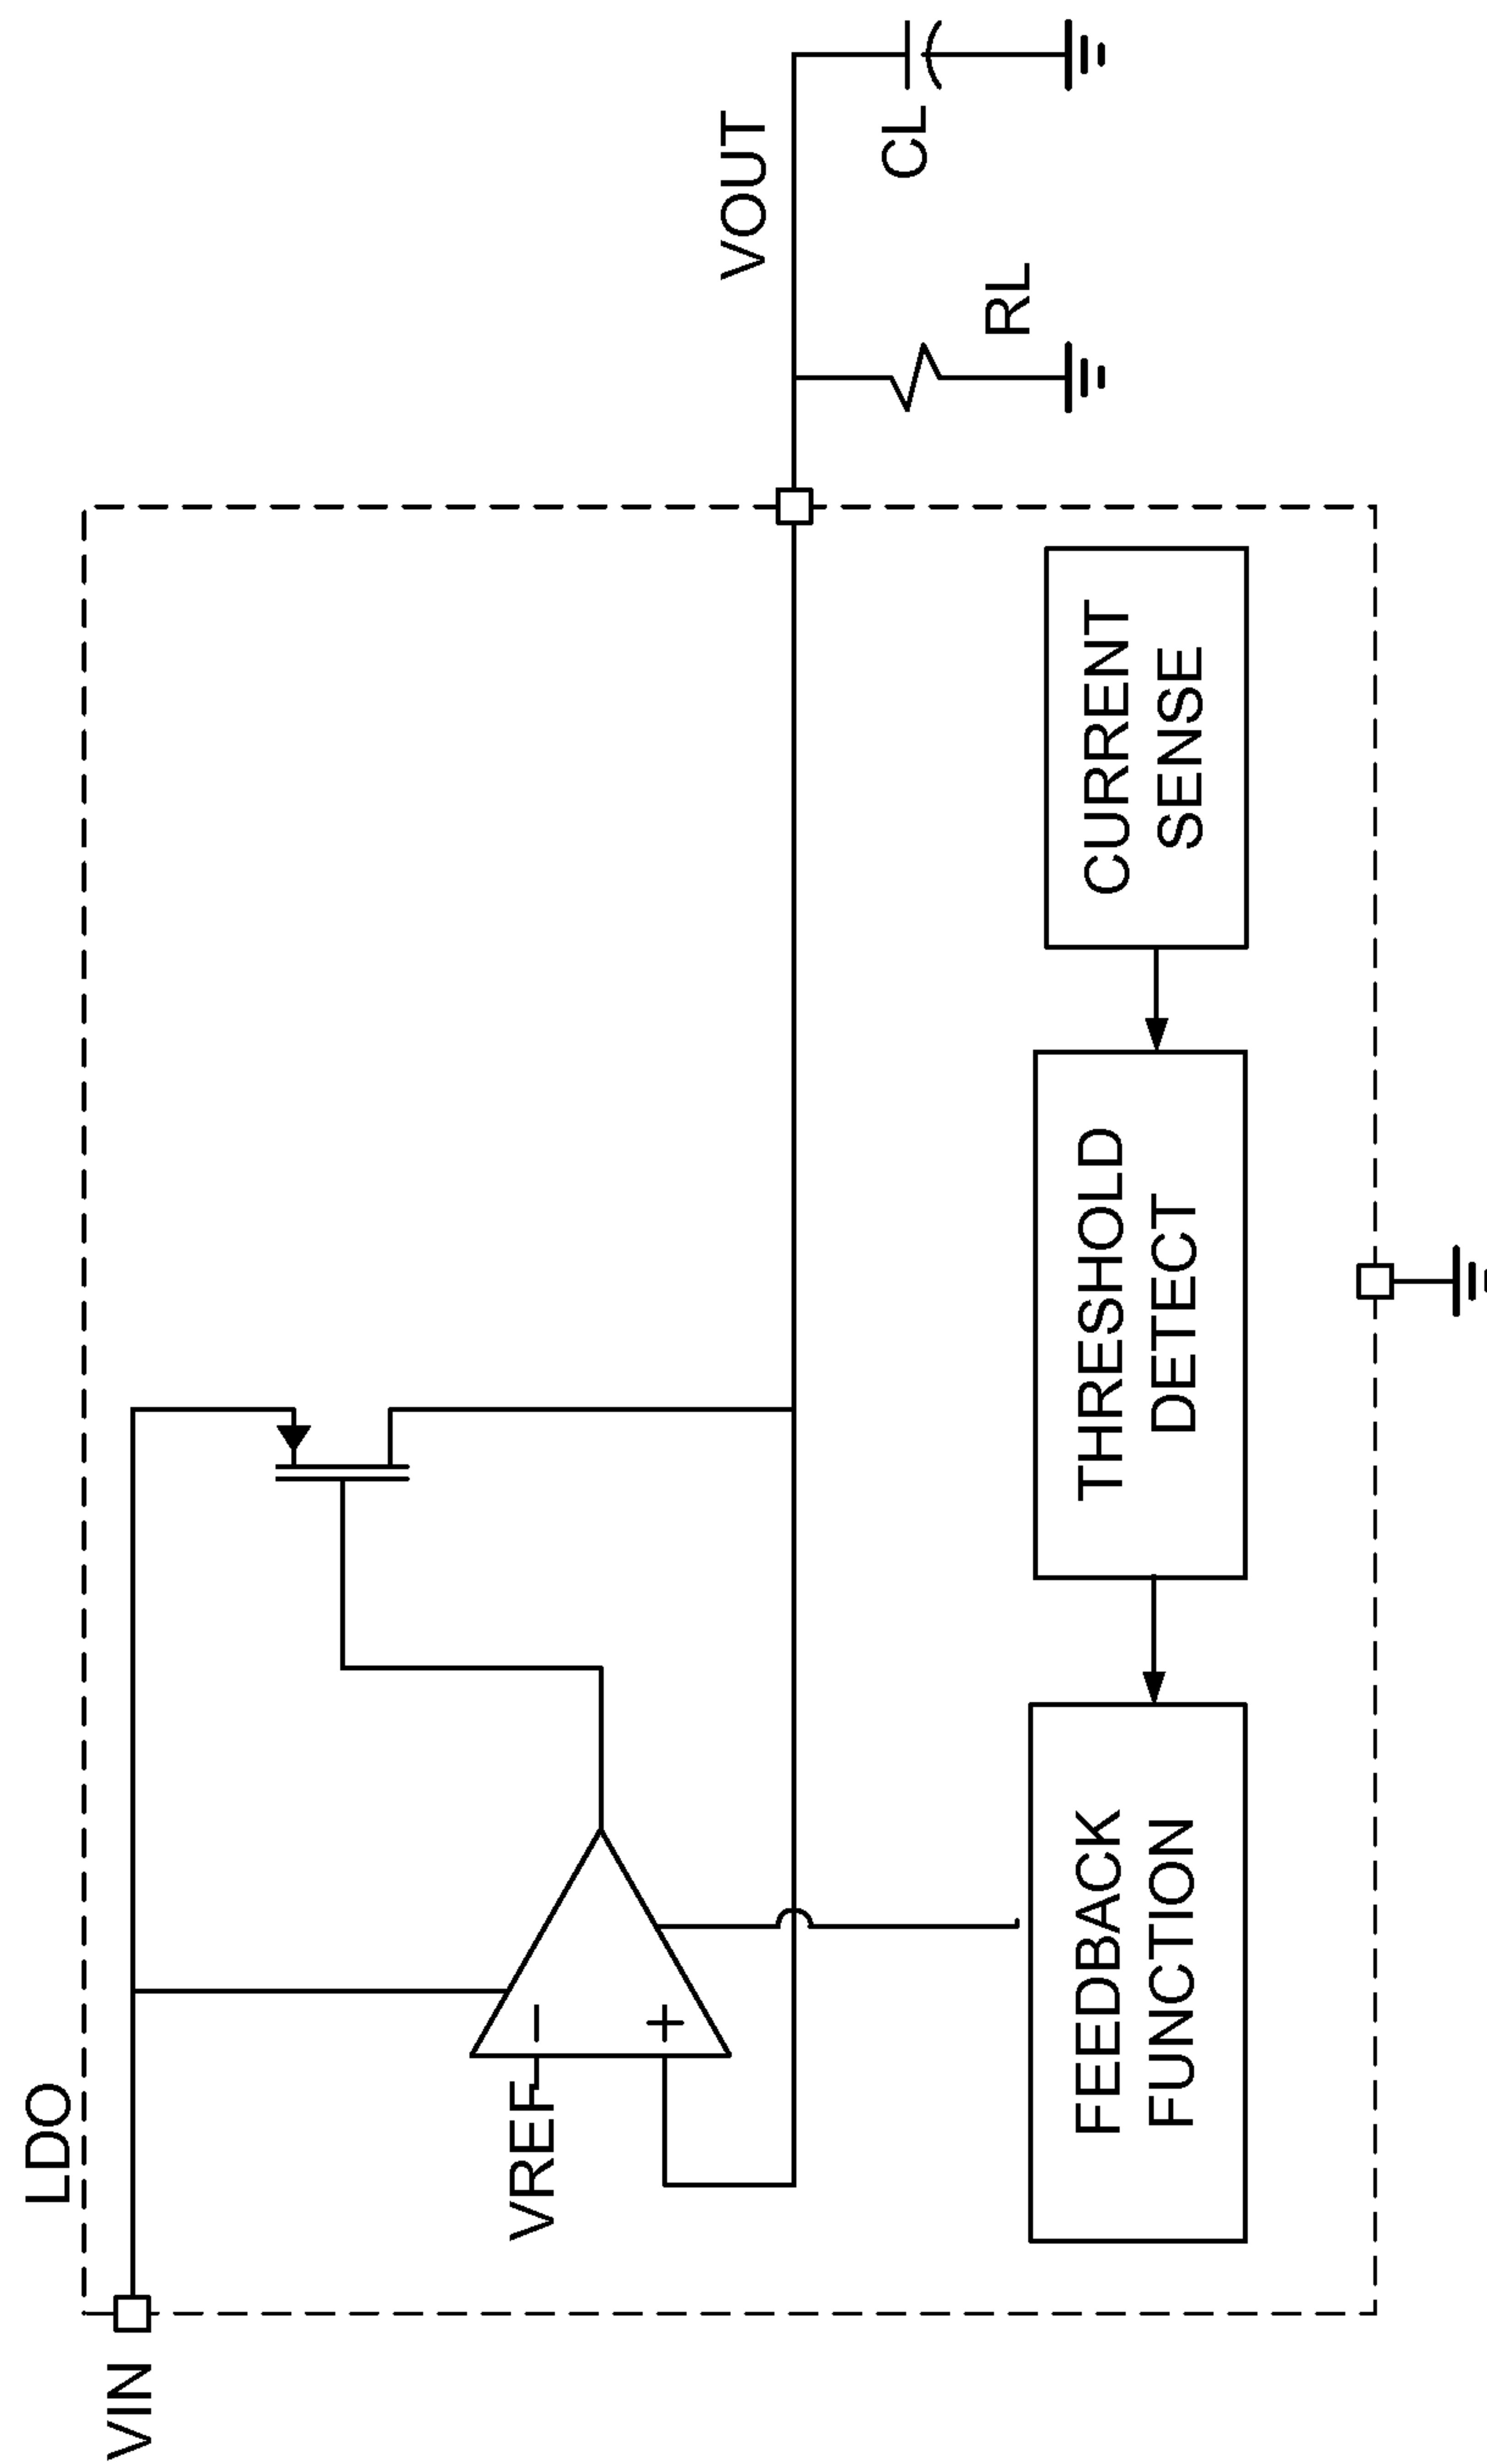 LDO
VIN
VREF
VOUT
CL
RL
FEEDBACK
FUNCTION
THRESHOLD
DETECT
CURRENT
SENSE